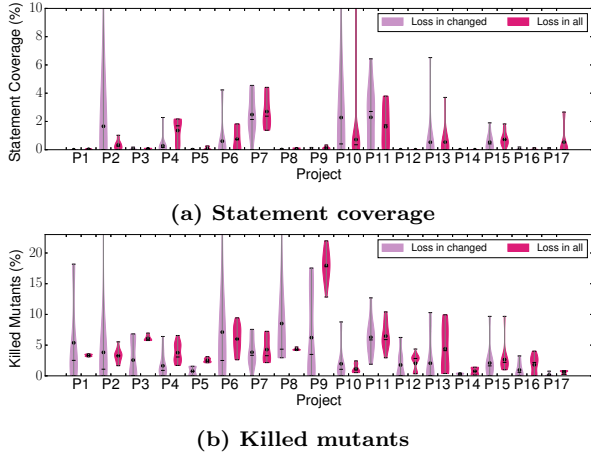 10
8
6
4
2
0
Statement Coverage (%)
Loss in changed
Loss in all
P1 P2 P3 P4 P5 P6 P7 P8 P9 P10 P11 P12 P13 P14 P15 P16 P17
Project
(a) Statement coverage
20
15
10
5
0
Killed Mutants (%)
Loss in changed
Loss in all
P1 P2 P3 P4 P5 P6 P7 P8 P9 P10 P11 P12 P13 P14 P15 P16 P17
Project
(b) Killed mutants